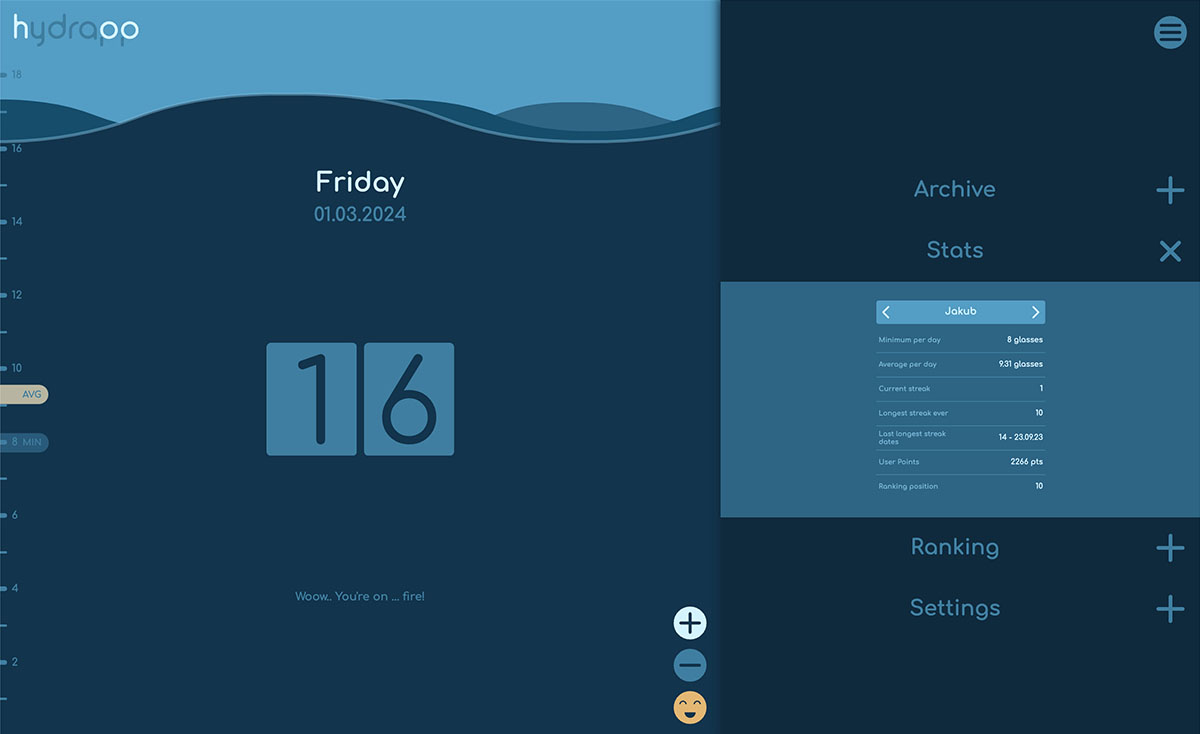 hydrapp
18
16
14
12
10
AVG
8 MIN
6
4
2
Friday
01.03.2024
16
Woow.. You're on ... fire!
Archive
Stats
Jakub
Minimum per day 8 glasses
Average per day 9.31 glasses
Current streak 1
Longest streak ever 10
Last longest streak
dates 14 - 23.09.23
User Points 2266 pts
Ranking position 10
Ranking
Settings